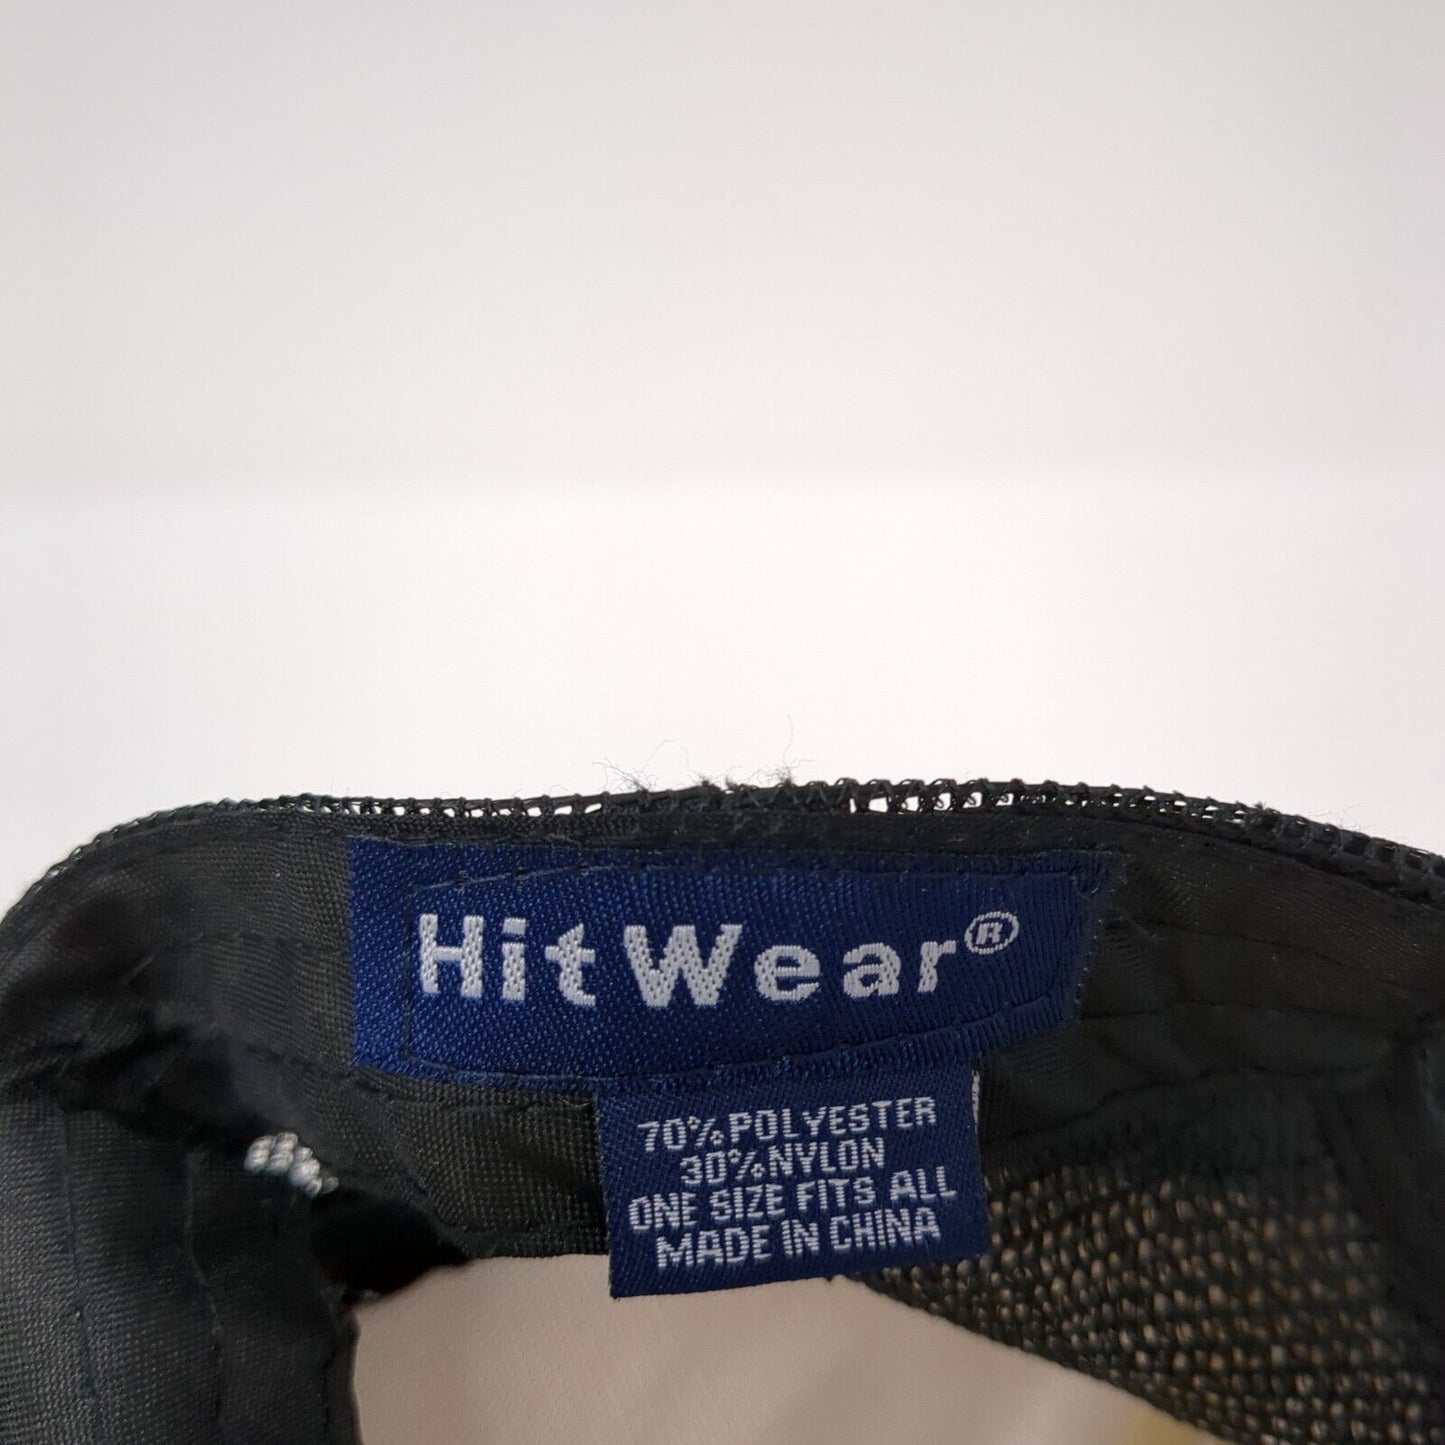 HitWear®
70% POLYESTER
30% NYLON
ONE SIZE FITS ALL
MADE IN CHINA